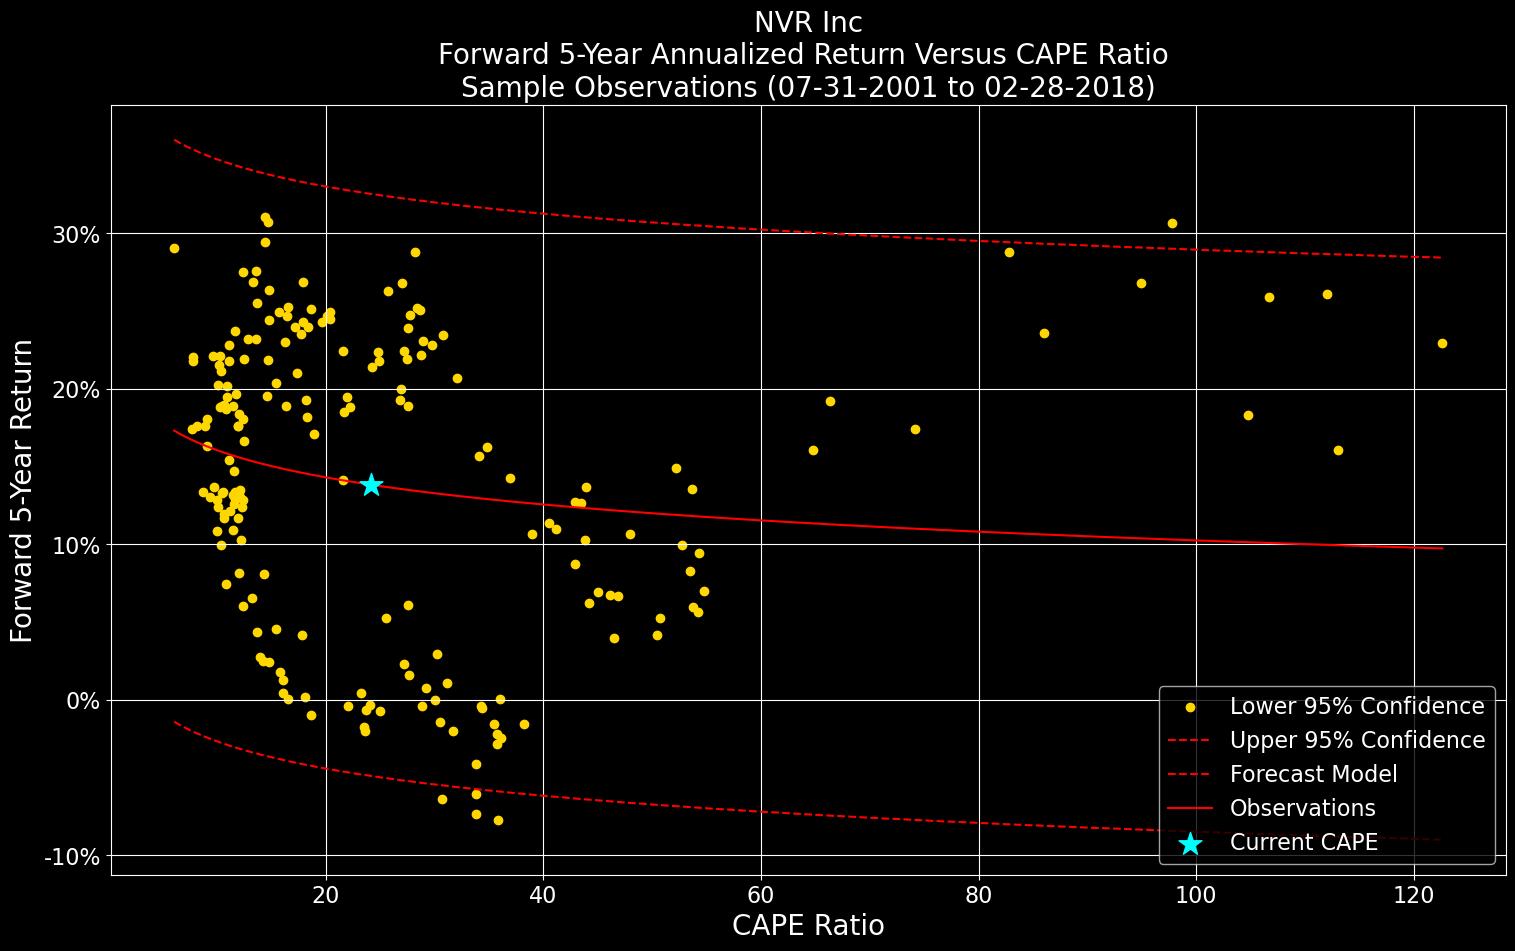 NVR Inc
Forward 5-Year Annualized Return Versus CAPE Ratio
Sample Observations (07-31-2001 to 02-28-2018)
Forward 5-Year Return
30%
20%
10%
0%
-10%
20 40 60 80 100 120
CAPE Ratio
Lower 95% Confidence
Upper 95% Confidence
Forecast Model
Observations
Current CAPE